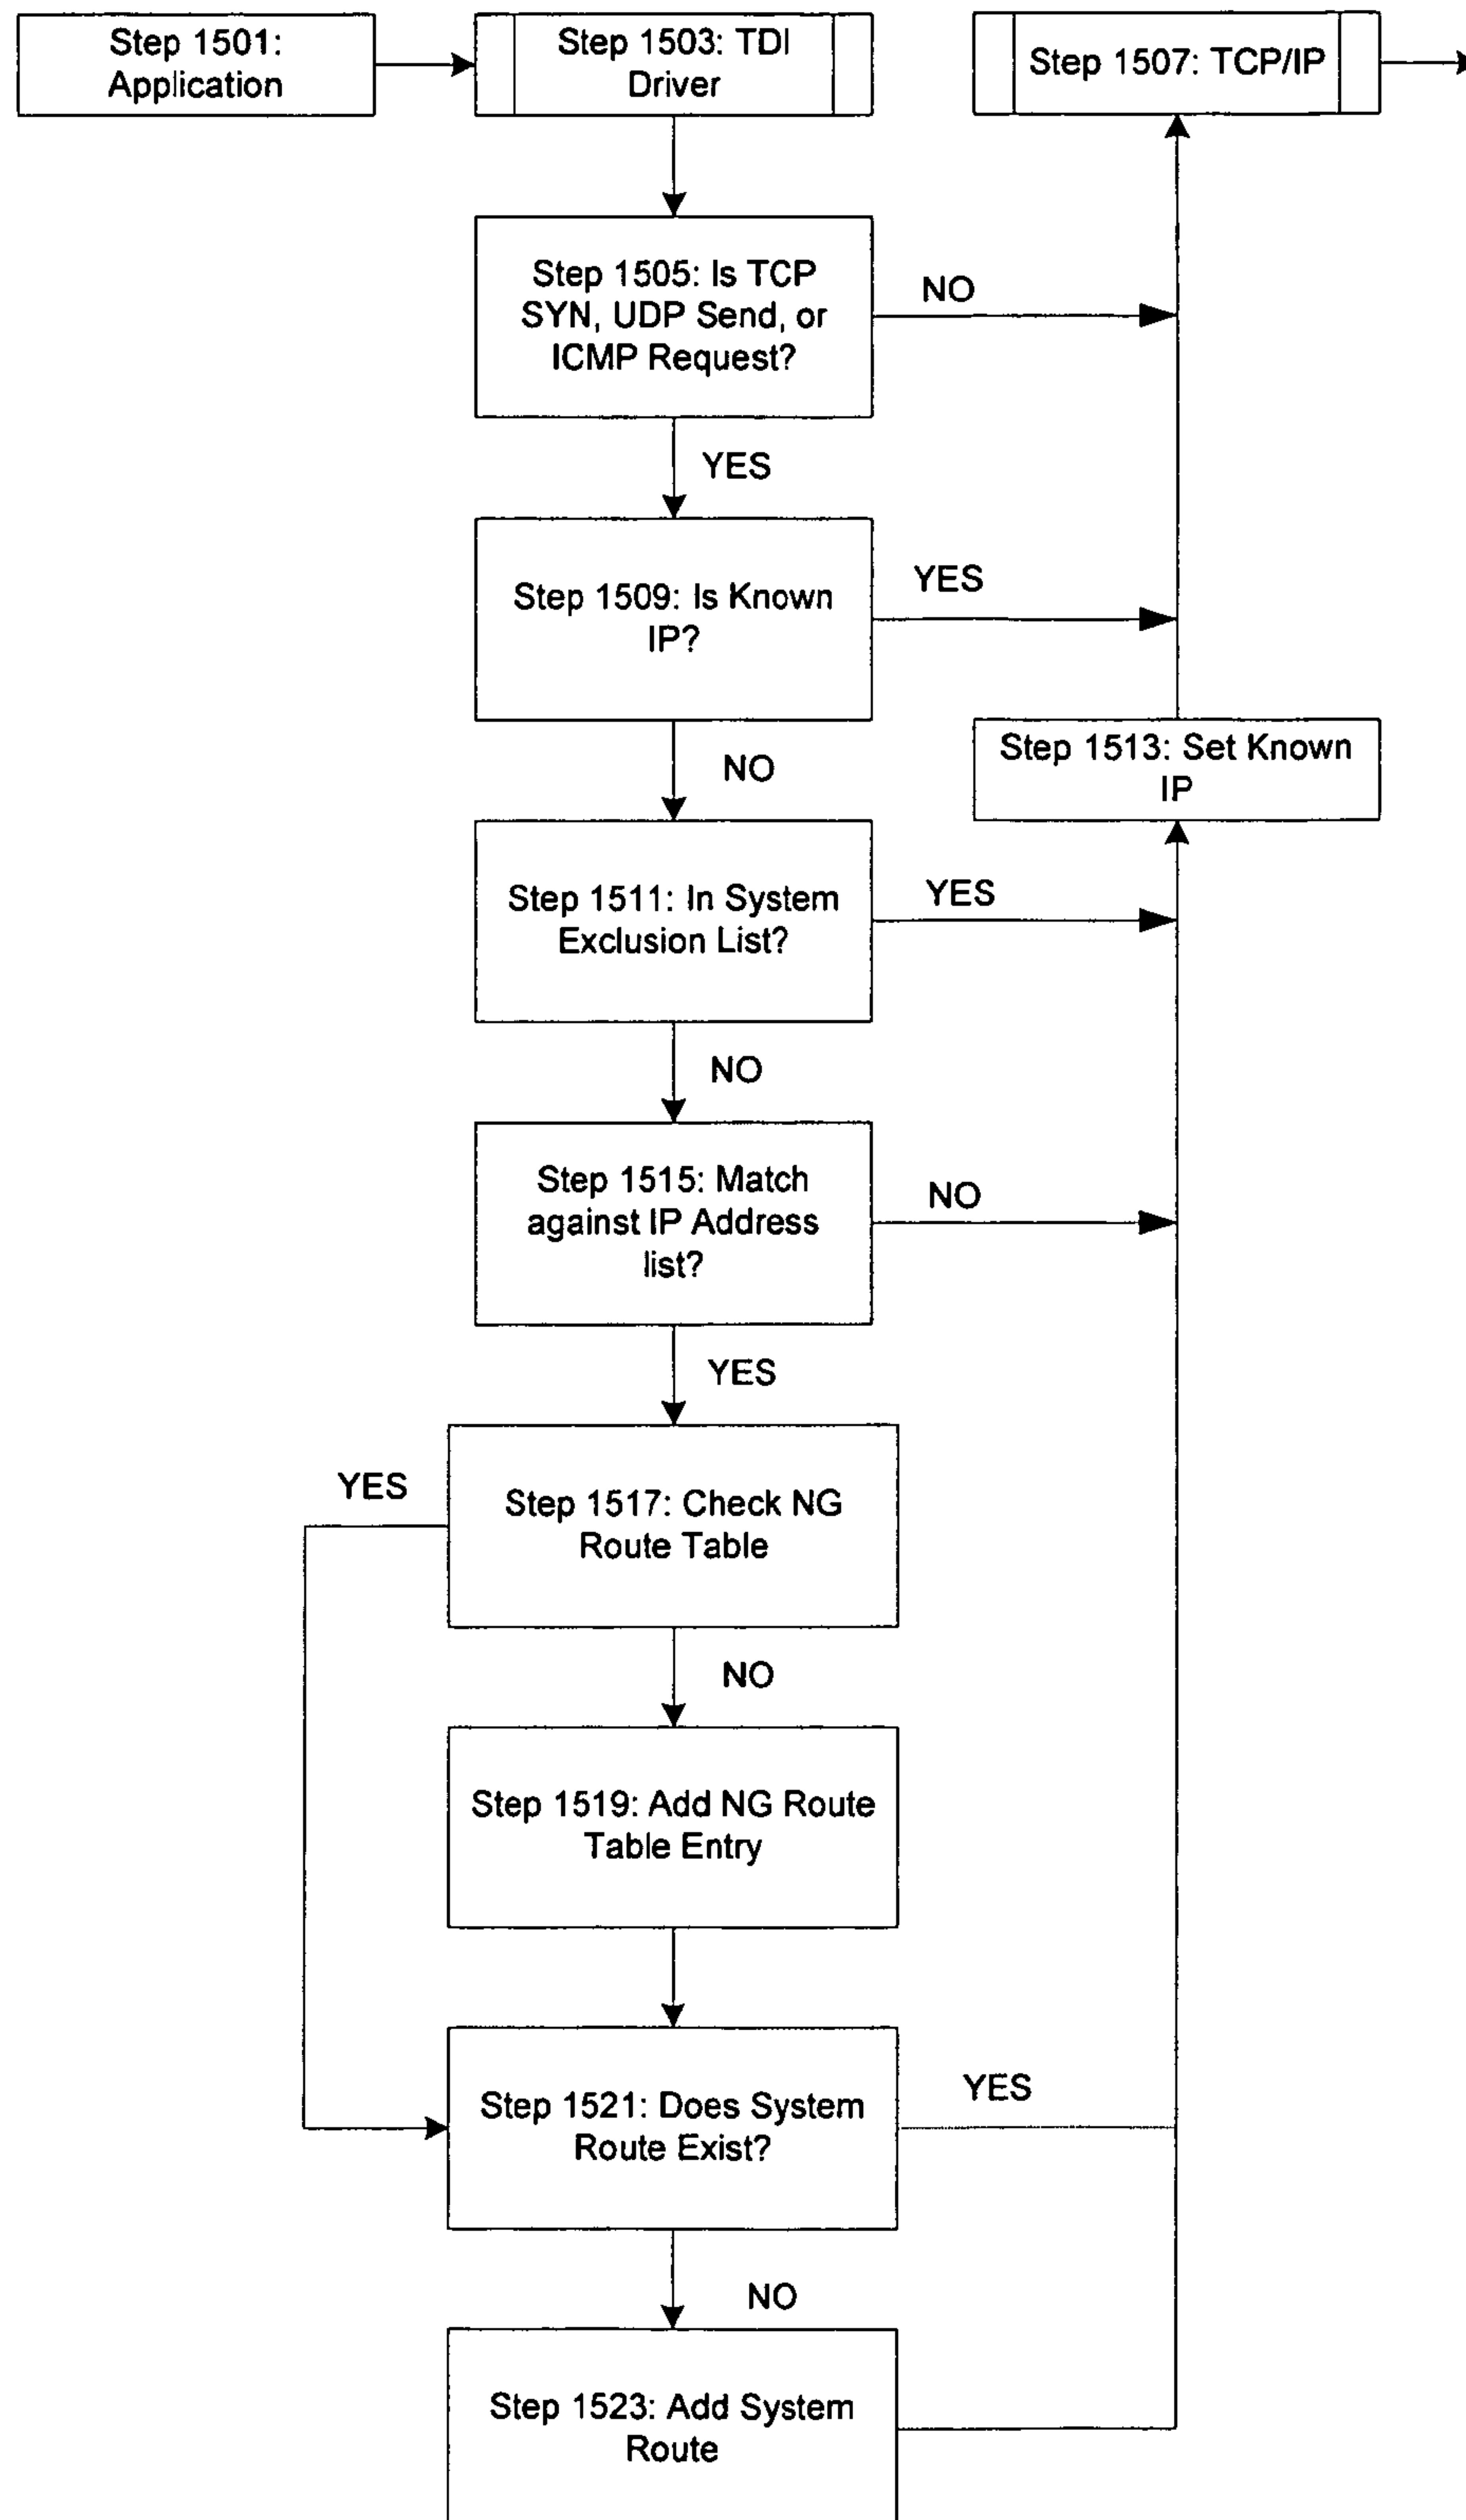 Step 1501:
Application
Step 1503: TDI
Driver
Step 1507: TCP/IP
Step 1505: Is TCP
SYN, UDP Send, or
ICMP Request?
NO
YES
Step 1509: Is Known
IP?
YES
NO
Step 1513: Set Known
IP
Step 1511: In System
Exclusion List?
YES
NO
Step 1515: Match
against IP Address
list?
NO
YES
Step 1517: Check NG
Route Table
YES
NO
Step 1519: Add NG Route
Table Entry
Step 1521: Does System
Route Exist?
YES
NO
Step 1523: Add System
Route